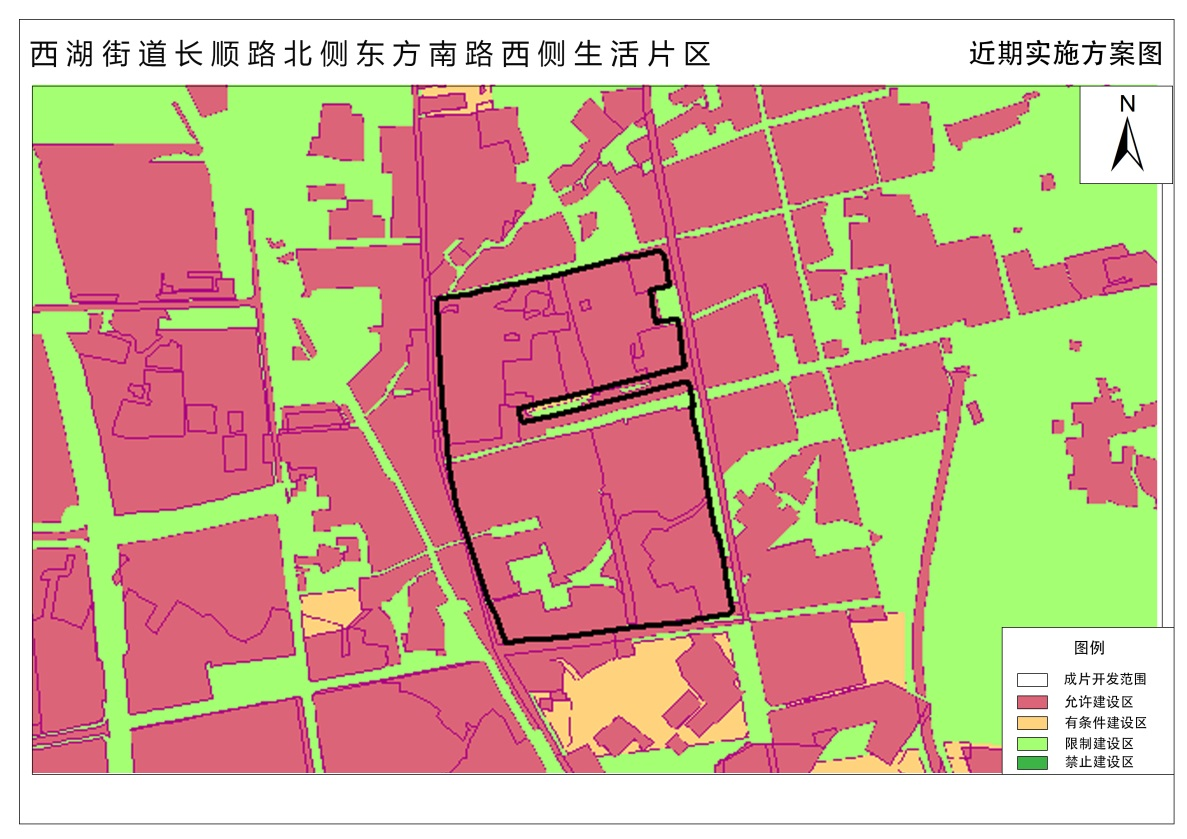 西湖街道长顺路北侧东方南路西侧生活片区
近期实施方案图
N
图例
成片开发范围
允许建设区
有条件建设区
限制建设区
禁止建设区